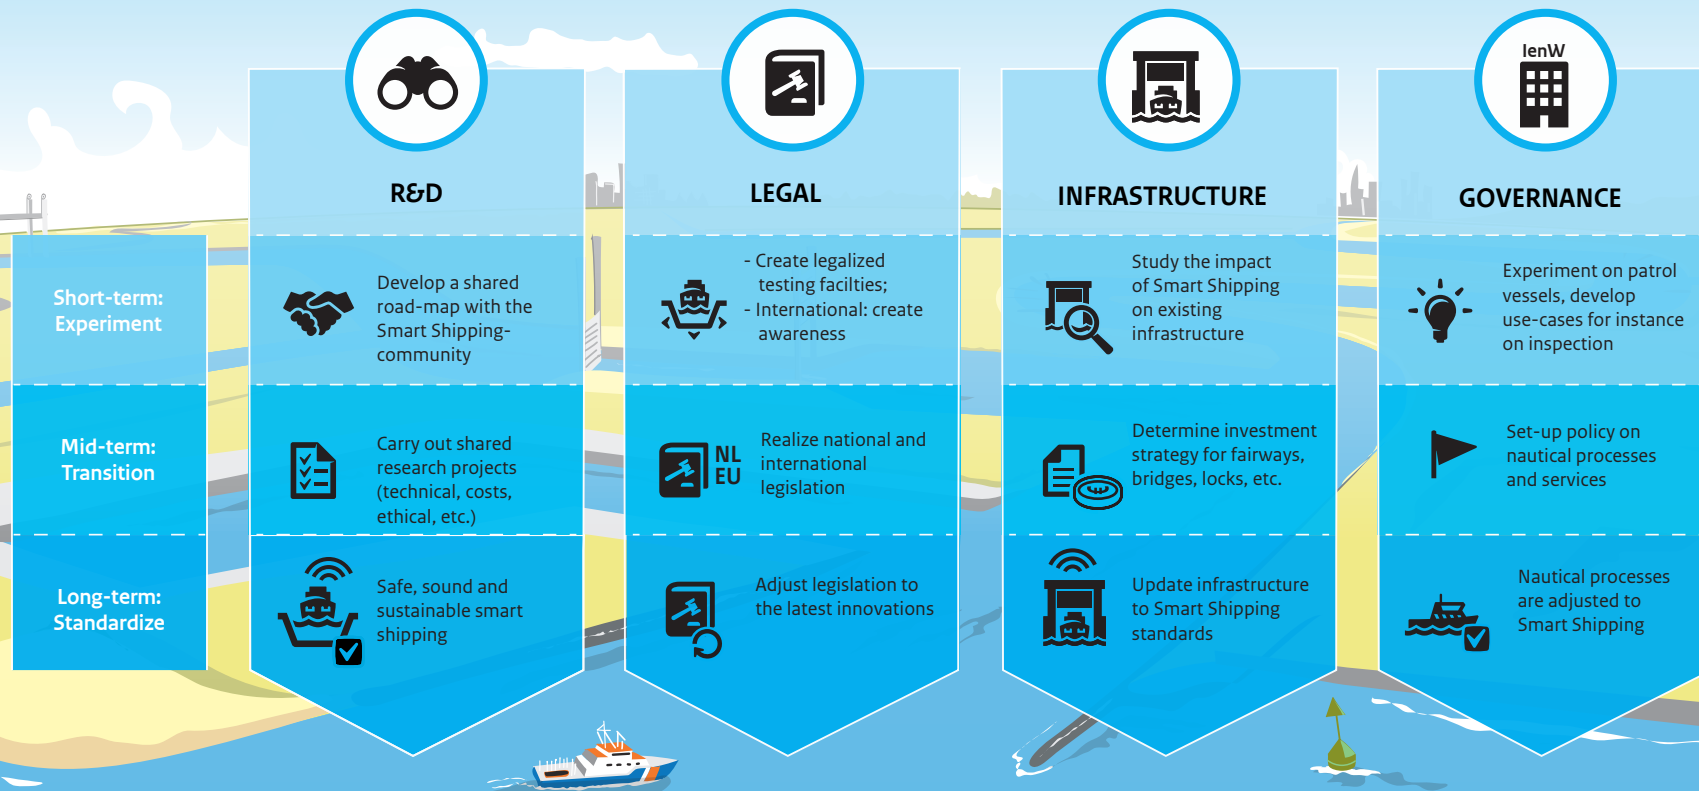 IenW
R&D
LEGAL
INFRASTRUCTURE
GOVERNANCE
Short-term:
Experiment
Develop a shared
road-map with the
Smart Shipping-
community
- Create legalized
testing facilties;
- International: create
awareness
Study the impact
of Smart Shipping
on existing
infrastructure
Experiment on patrol
vessels, develop
use-cases for instance
on inspection
Mid-term:
Transition
Carry out shared
research projects
(technical, costs,
ethical, etc.)
NL
EU
Realize national and
international
legislation
Determine investment
strategy for fairways,
bridges, locks, etc.
Set-up policy on
nautical processes
and services
Long-term:
Standardize
Safe, sound and
sustainable smart
shipping
Adjust legislation to
the latest innovations
Update infrastructure
to Smart Shipping
standards
Nautical processes
are adjusted to
Smart Shipping